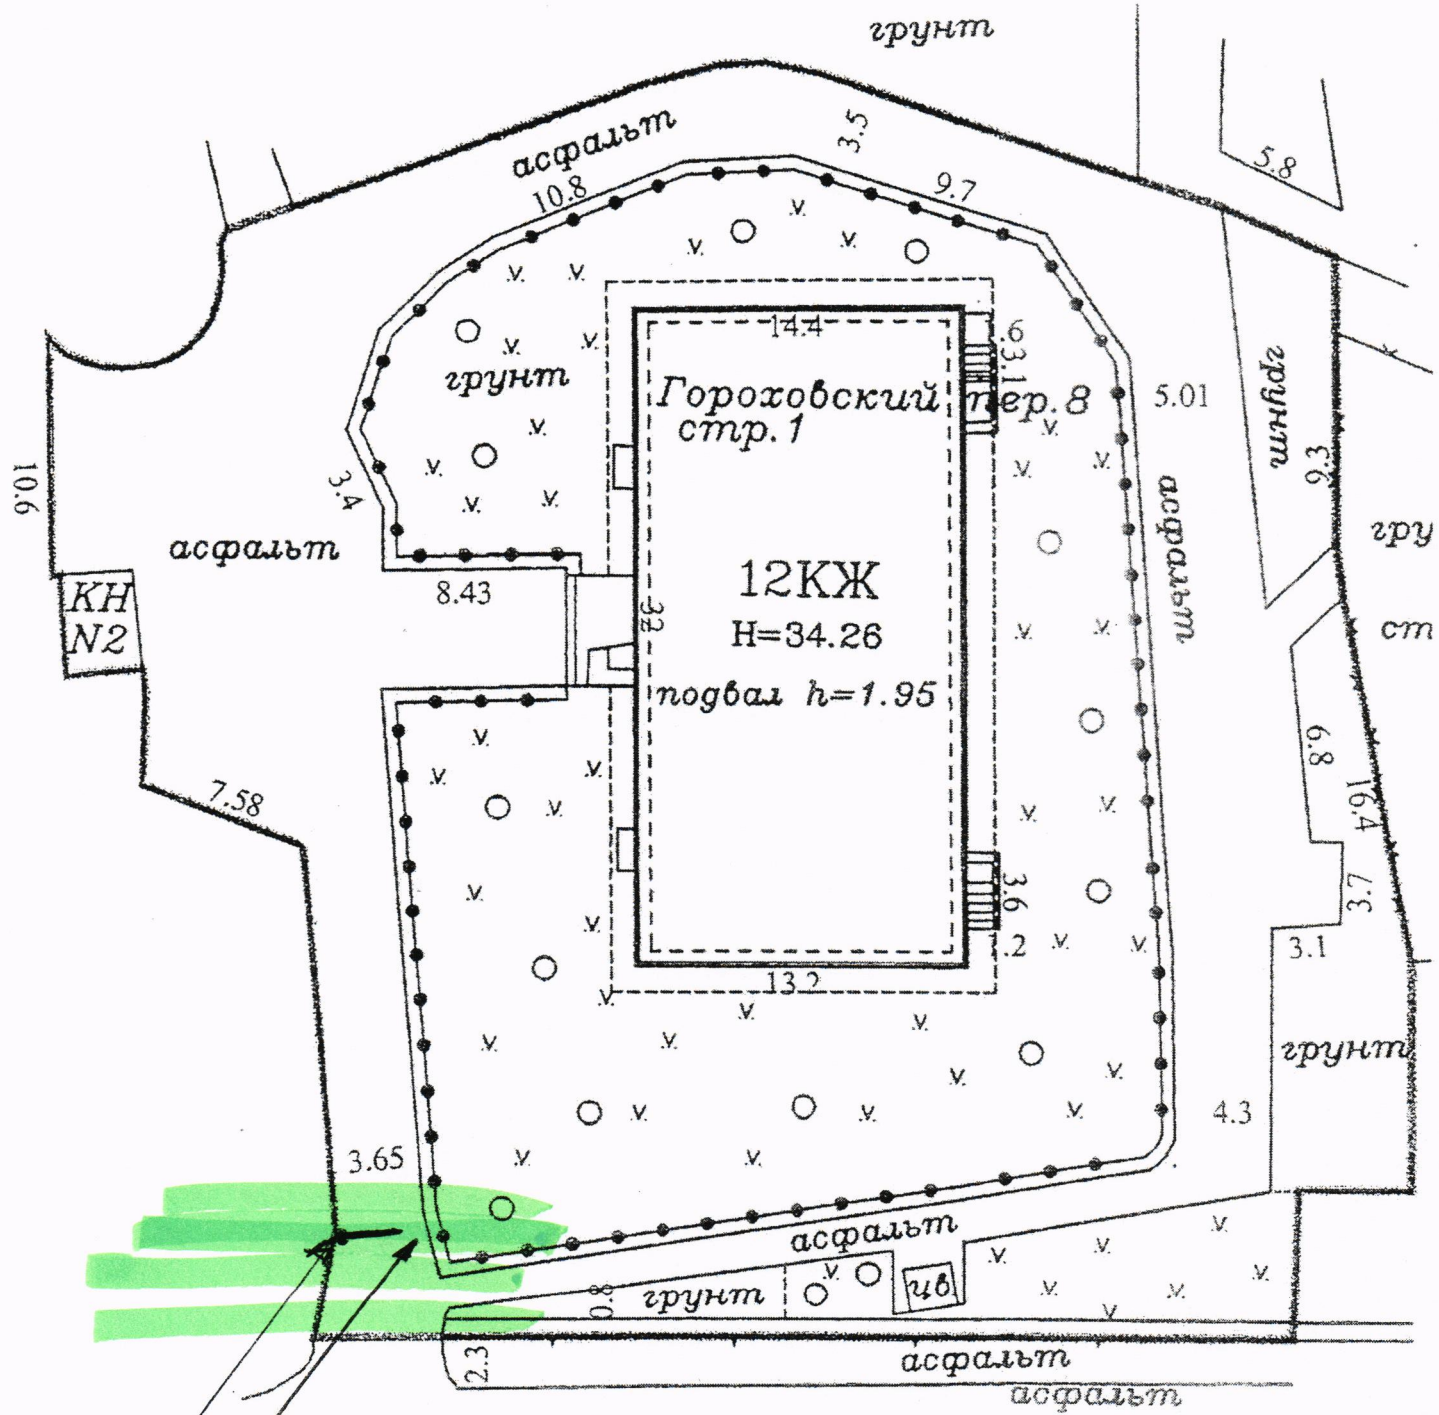 грунт
3.5
асфальт
5.8
10.8
9.7
14.4
.6
3.1
грунт
Гороховский пер.8
стр.1
5.01
грунт
9.3
10.6
3.4
асфальт
асфальт
гру
12КЖ
8.43
КН
N2
32
H=34.26
ст
подвал h=1.95
6.8
7.58
16.4
3.6
3.7
.2
3.1
13.2
грунт
4.3
3.65
асфальт
0.8
грунт
цв
2.3
асфальт
асфальт